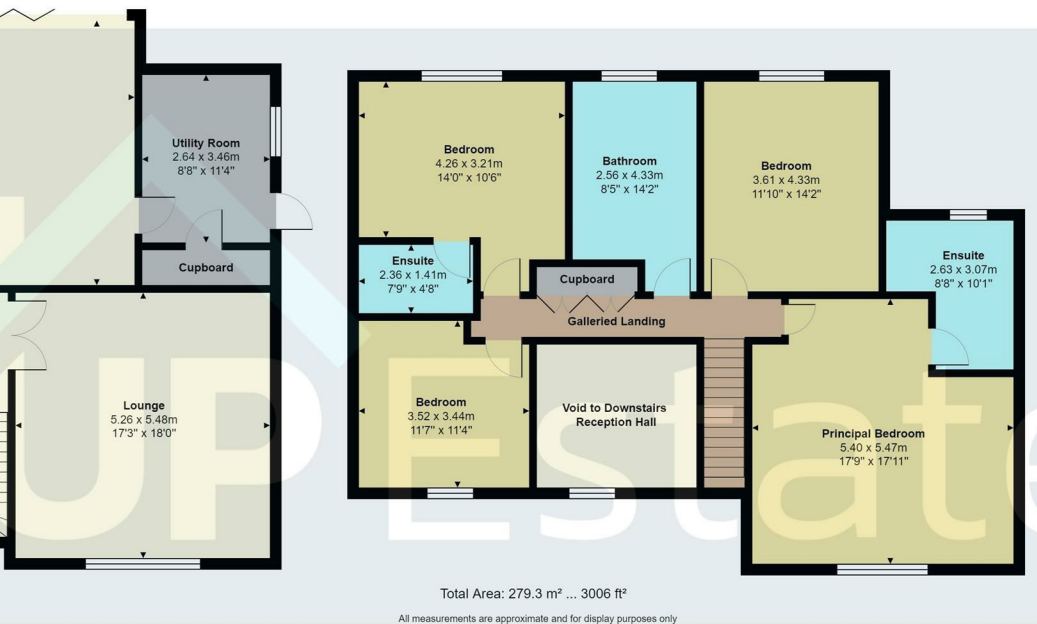 Utility Room
2.64 x 3.46m
8'8" x 11'4"
Cupboard
Lounge
5.26 x 5.48m
17'3" x 18'0"
Bedroom
4.26 x 3.21m
14'0" x 10'6"
Bathroom
2.56 x 4.33m
8'5" x 14'2"
Bedroom
3.61 x 4.33m
11'10" x 14'2"
Ensuite
2.63 x 3.07m
8'8" x 10'1"
Ensuite
2.36 x 1.41m
7'9" x 4'8"
Cupboard
Galleried Landing
Bedroom
3.52 x 3.44m
11'7" x 11'4"
Void to Downstairs
Reception Hall
Principal Bedroom
5.40 x 5.47m
17'9" x 17'11"
UP Estate
Total Area: 279.3 m² ... 3006 ft²
All measurements are approximate and for display purposes only